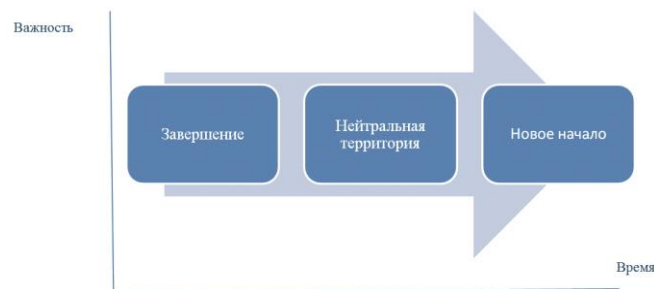 Важность
Завершение
Нейтральная
территория
Новое начало
Время